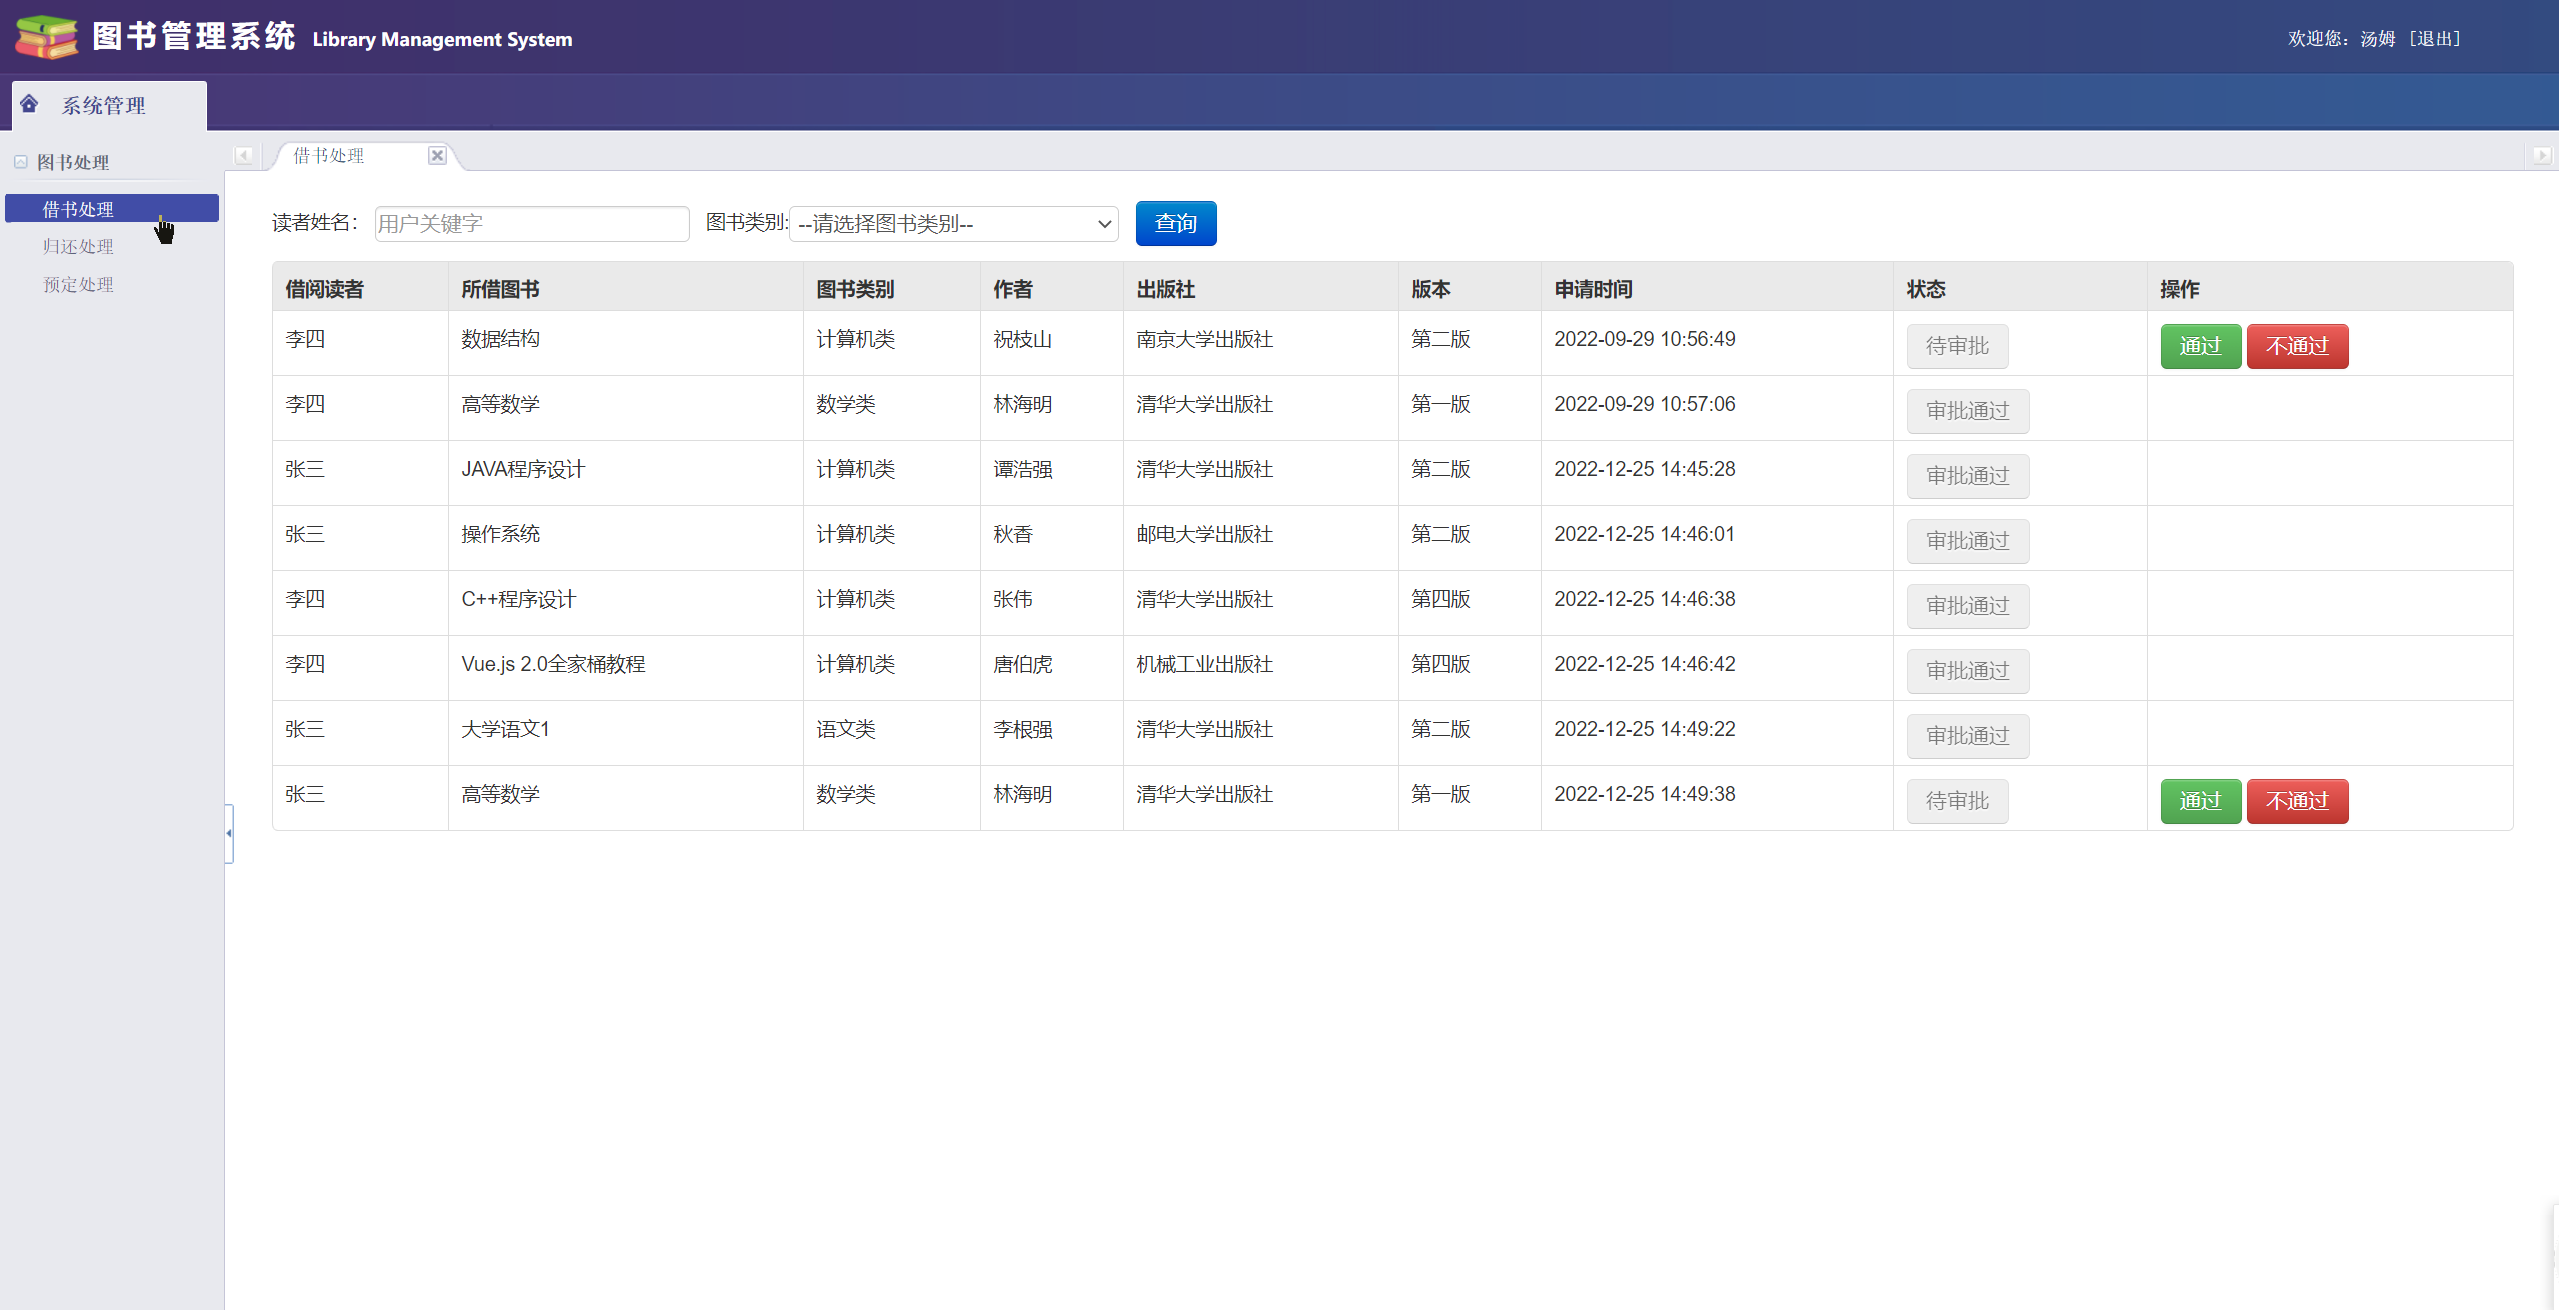 图书管理系统 Library Management System
欢迎您：汤姆 [退出]
系统管理
图书处理
借书处理
归还处理
预定处理
借书处理
读者姓名： 用户关键字 图书类别: --请选择图书类别-- 查询
借阅读者 所借图书 图书类别 作者 出版社 版本 申请时间 状态 操作
李四 数据结构 计算机类 祝枝山 南京大学出版社 第二版 2022-09-29 10:56:49 待审批 通过 不通过
李四 高等数学 数学类 林海明 清华大学出版社 第一版 2022-09-29 10:57:06 审批通过
张三 JAVA程序设计 计算机类 谭浩强 清华大学出版社 第二版 2022-12-25 14:45:28 审批通过
张三 操作系统 计算机类 秋香 邮电大学出版社 第二版 2022-12-25 14:46:01 审批通过
李四 C++程序设计 计算机类 张伟 清华大学出版社 第四版 2022-12-25 14:46:38 审批通过
李四 Vue.js 2.0全家桶教程 计算机类 唐伯虎 机械工业出版社 第四版 2022-12-25 14:46:42 审批通过
张三 大学语文1 语文类 李根强 清华大学出版社 第二版 2022-12-25 14:49:22 审批通过
张三 高等数学 数学类 林海明 清华大学出版社 第一版 2022-12-25 14:49:38 待审批 通过 不通过